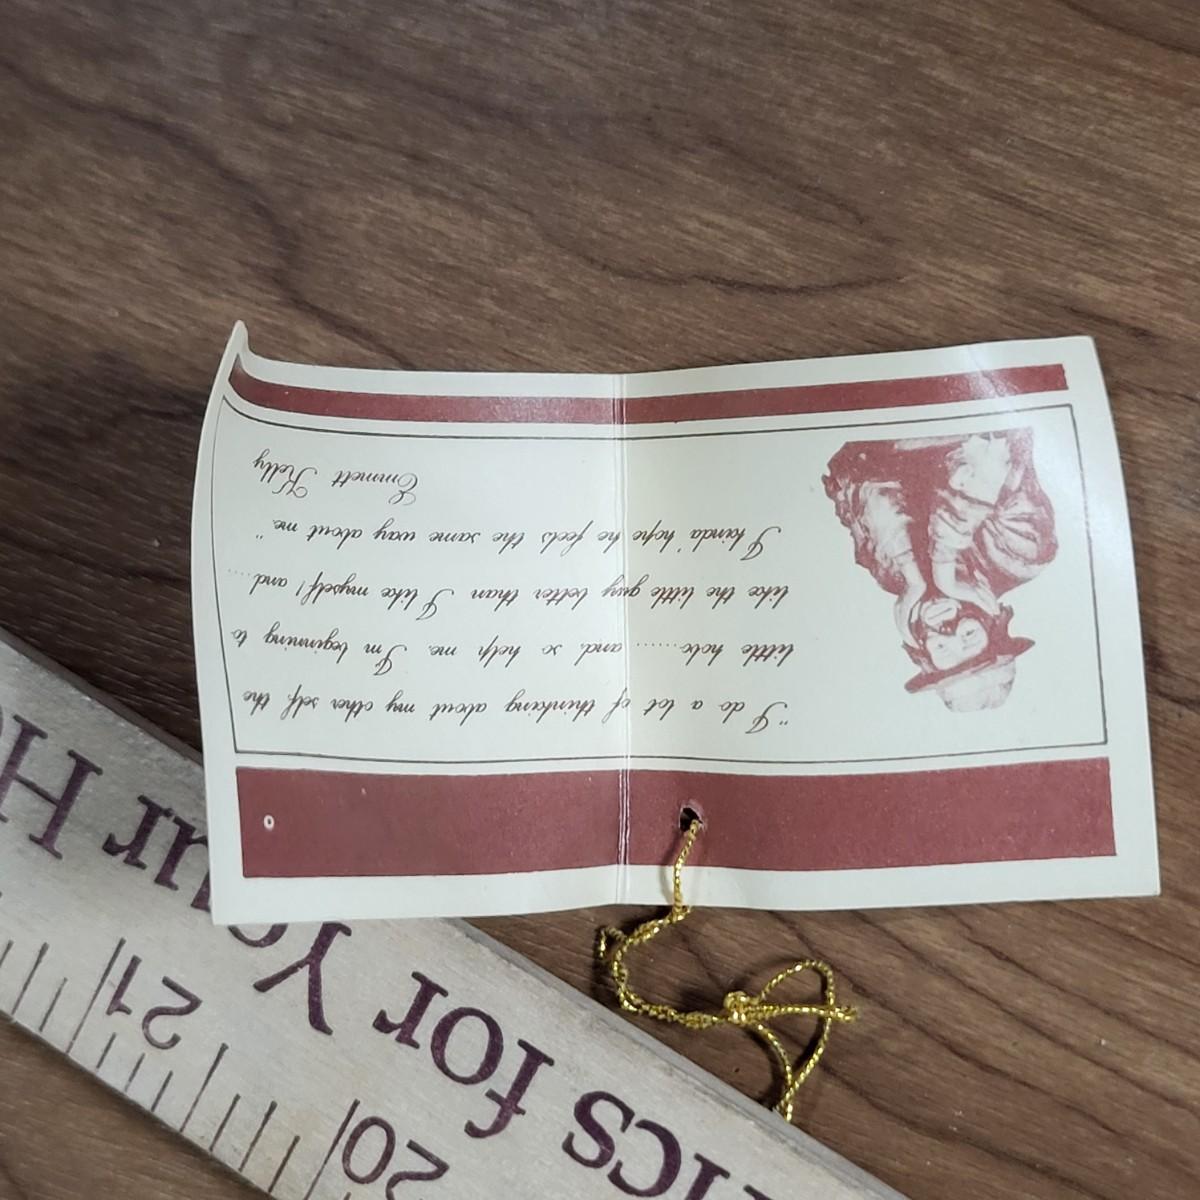 "I do a lot of thinking about my other self, the
little hobo........ and so help me, I'm beginning to
like the little guy better than I like myself! and.....
I kinda' hope he feels the same way about me."
Emmett Kelly
ics for Your Ho
20
21